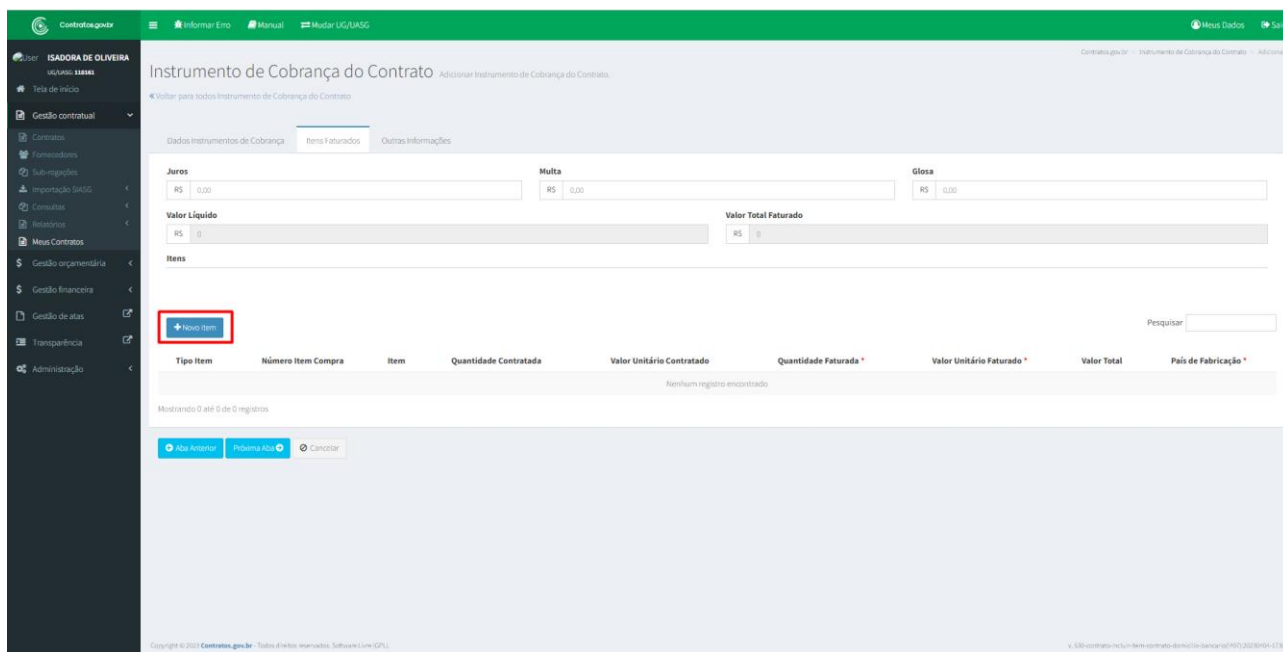 Contratos.gov.br
Informar Erro Manual Mudar UG/UASG
Meus Dados
User ISADORA DE OLIVEIRA
UG/UASG: 110161
Tela de início
Gestão contratual
Contratos
Fornecedores
Sub-rogações
Importação SIASG
Consultas
Relatórios
Meus Contratos
Gestão orçamentária
Gestão financeira
Gestão de atas
Transparência
Administração
Contratos.gov.br Instrumento de Cobrança do Contrato
Instrumento de Cobrança do Contrato Adicionar Instrumento de Cobrança do Contrato.
Voltar para todos Instrumento de Cobrança do Contrato
Dados Instrumentos de Cobrança Itens Faturados Outras Informações
Juros Multa Glosa
R$ 0,00 R$ 0,00 R$ 0,00
Valor Líquido Valor Total Faturado
R$ 0 R$ 0
Itens
+Novo Item
Pesquisar
Tipo Item Número Item Compra Item Quantidade Contratada Valor Unitário Contratado Quantidade Faturada * Valor Unitário Faturado * Valor Total País de Fabricação *
Nenhum registro encontrado
Mostrando 0 até 0 de 0 registros
Aba Anterior Próxima Aba Cancelar
Copyright © 2023 Contratos.gov.br - Todos direitos reservados. Software Livre (GPL).